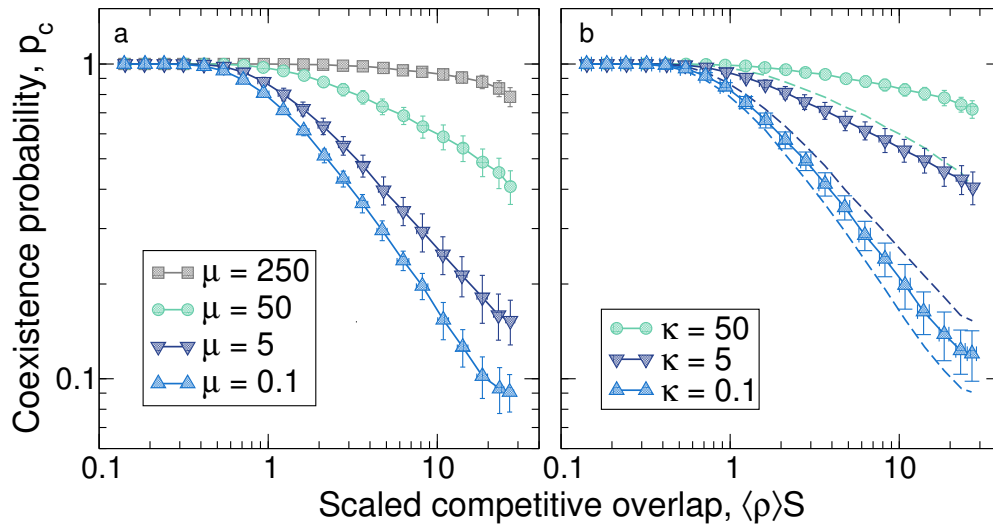 Coexistence probability, p_c
1
0.1
a
μ = 250
μ = 50
μ = 5
μ = 0.1
0.1 1 10
b
κ = 50
κ = 5
κ = 0.1
0.1 1 10
Scaled competitive overlap, ⟨ρ⟩S